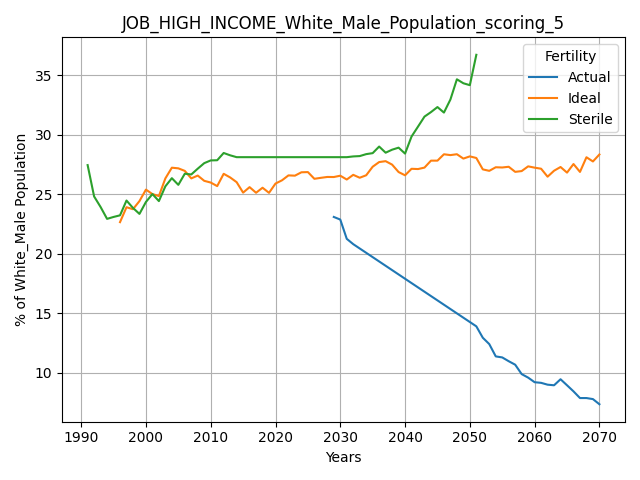 JOB_HIGH_INCOME_White_Male_Population_scoring_5
Fertility
Actual
Ideal
Sterile
% of White_Male Population
35
30
25
20
15
10
1990 2000 2010 2020 2030 2040 2050 2060 2070
Years